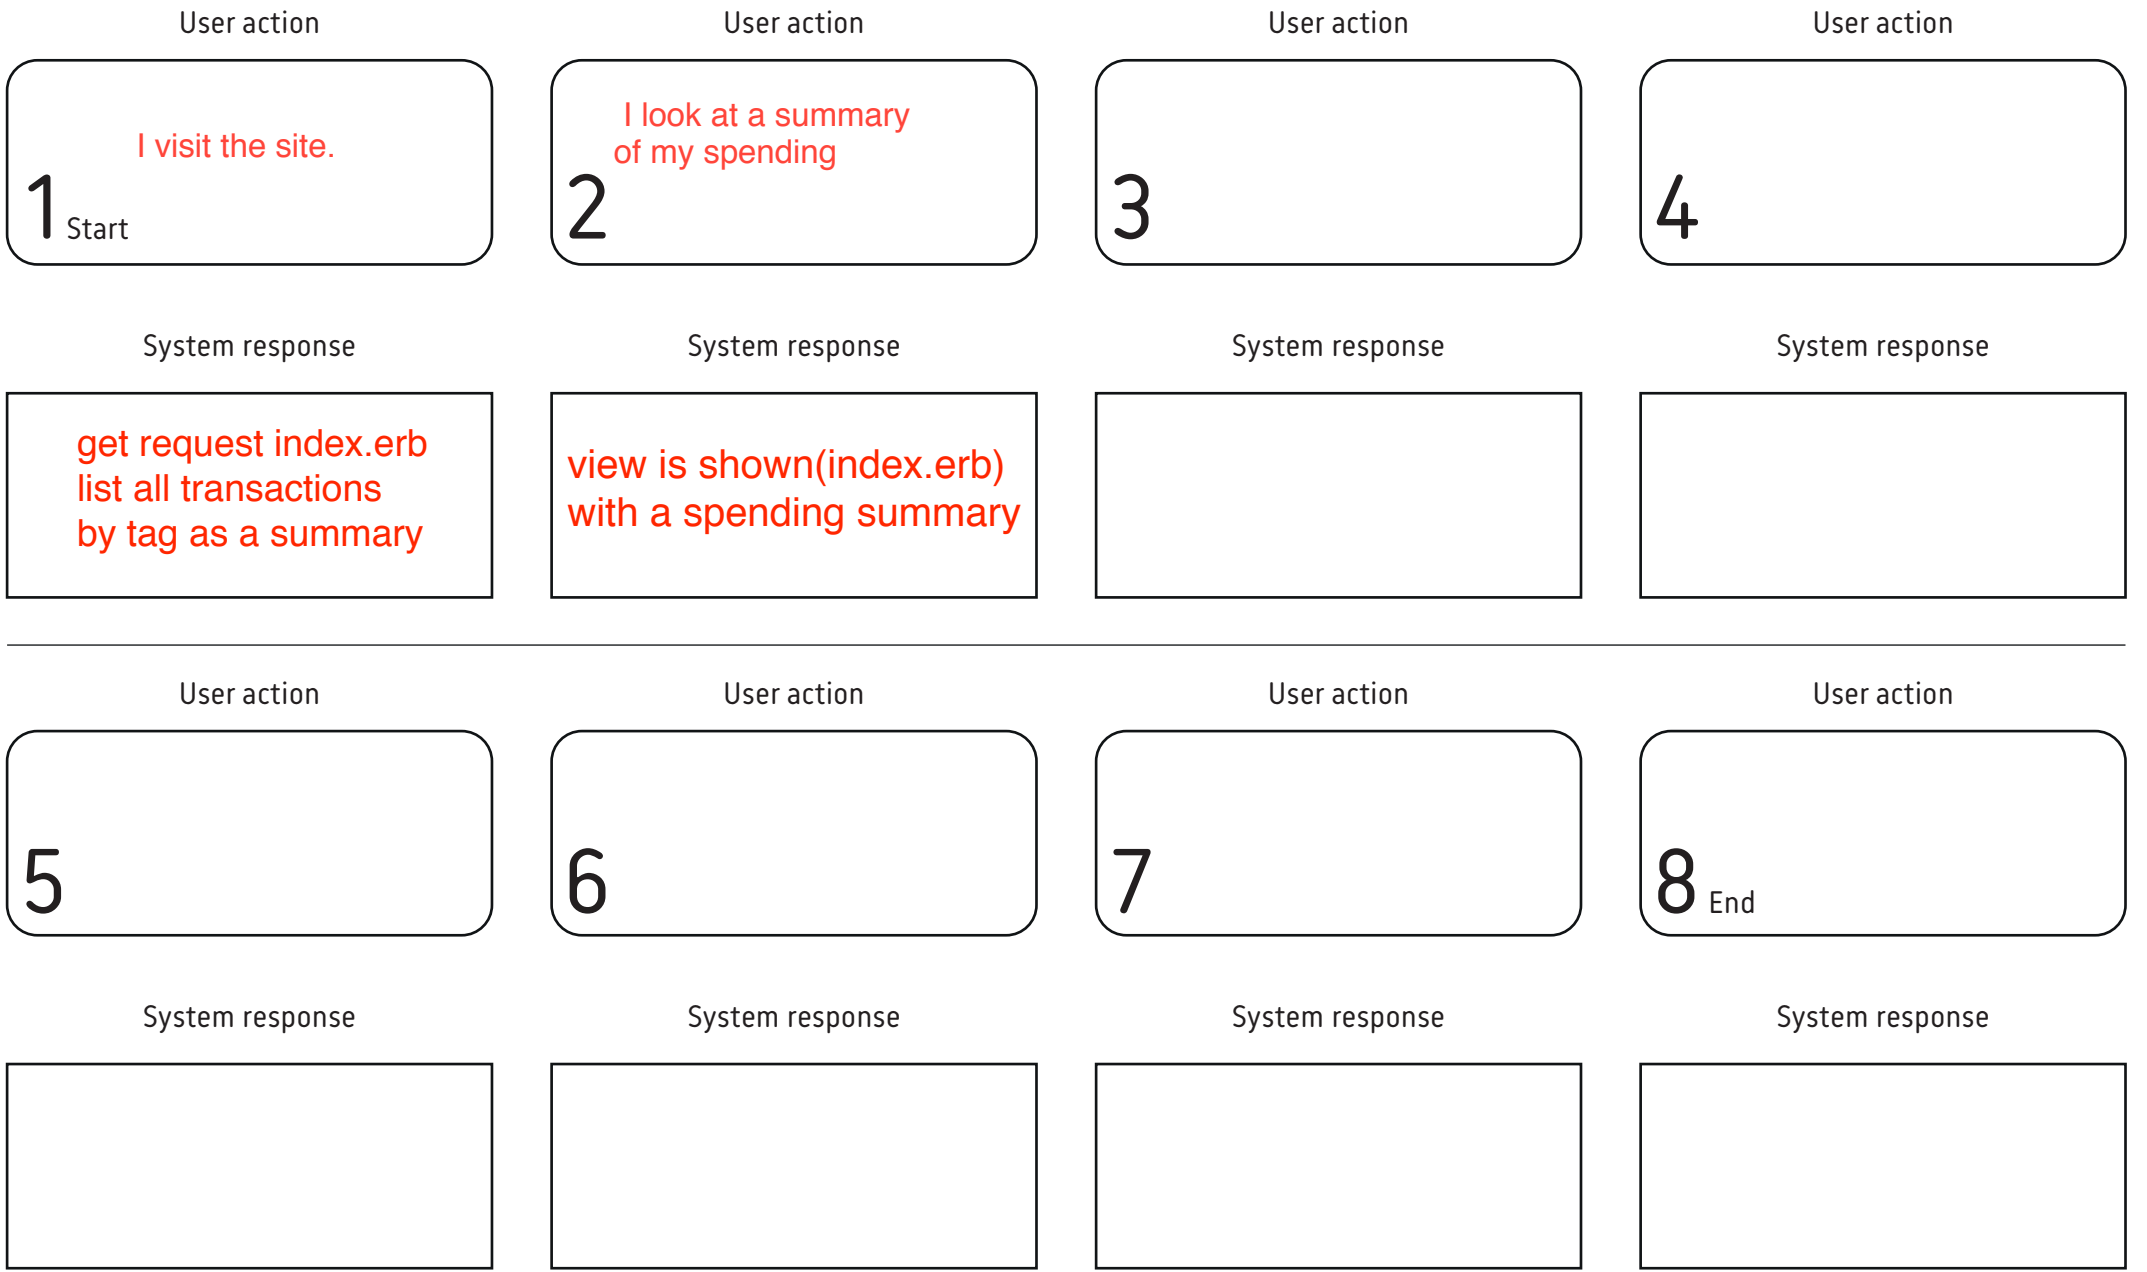 User action
User action
User action
User action
I visit the site.
1 Start
I look at a summary
of my spending
2
3
4
System response
System response
System response
System response
get request index.erb
list all transactions
by tag as a summary
view is shown(index.erb)
with a spending summary
User action
User action
User action
User action
5
6
7
8 End
System response
System response
System response
System response